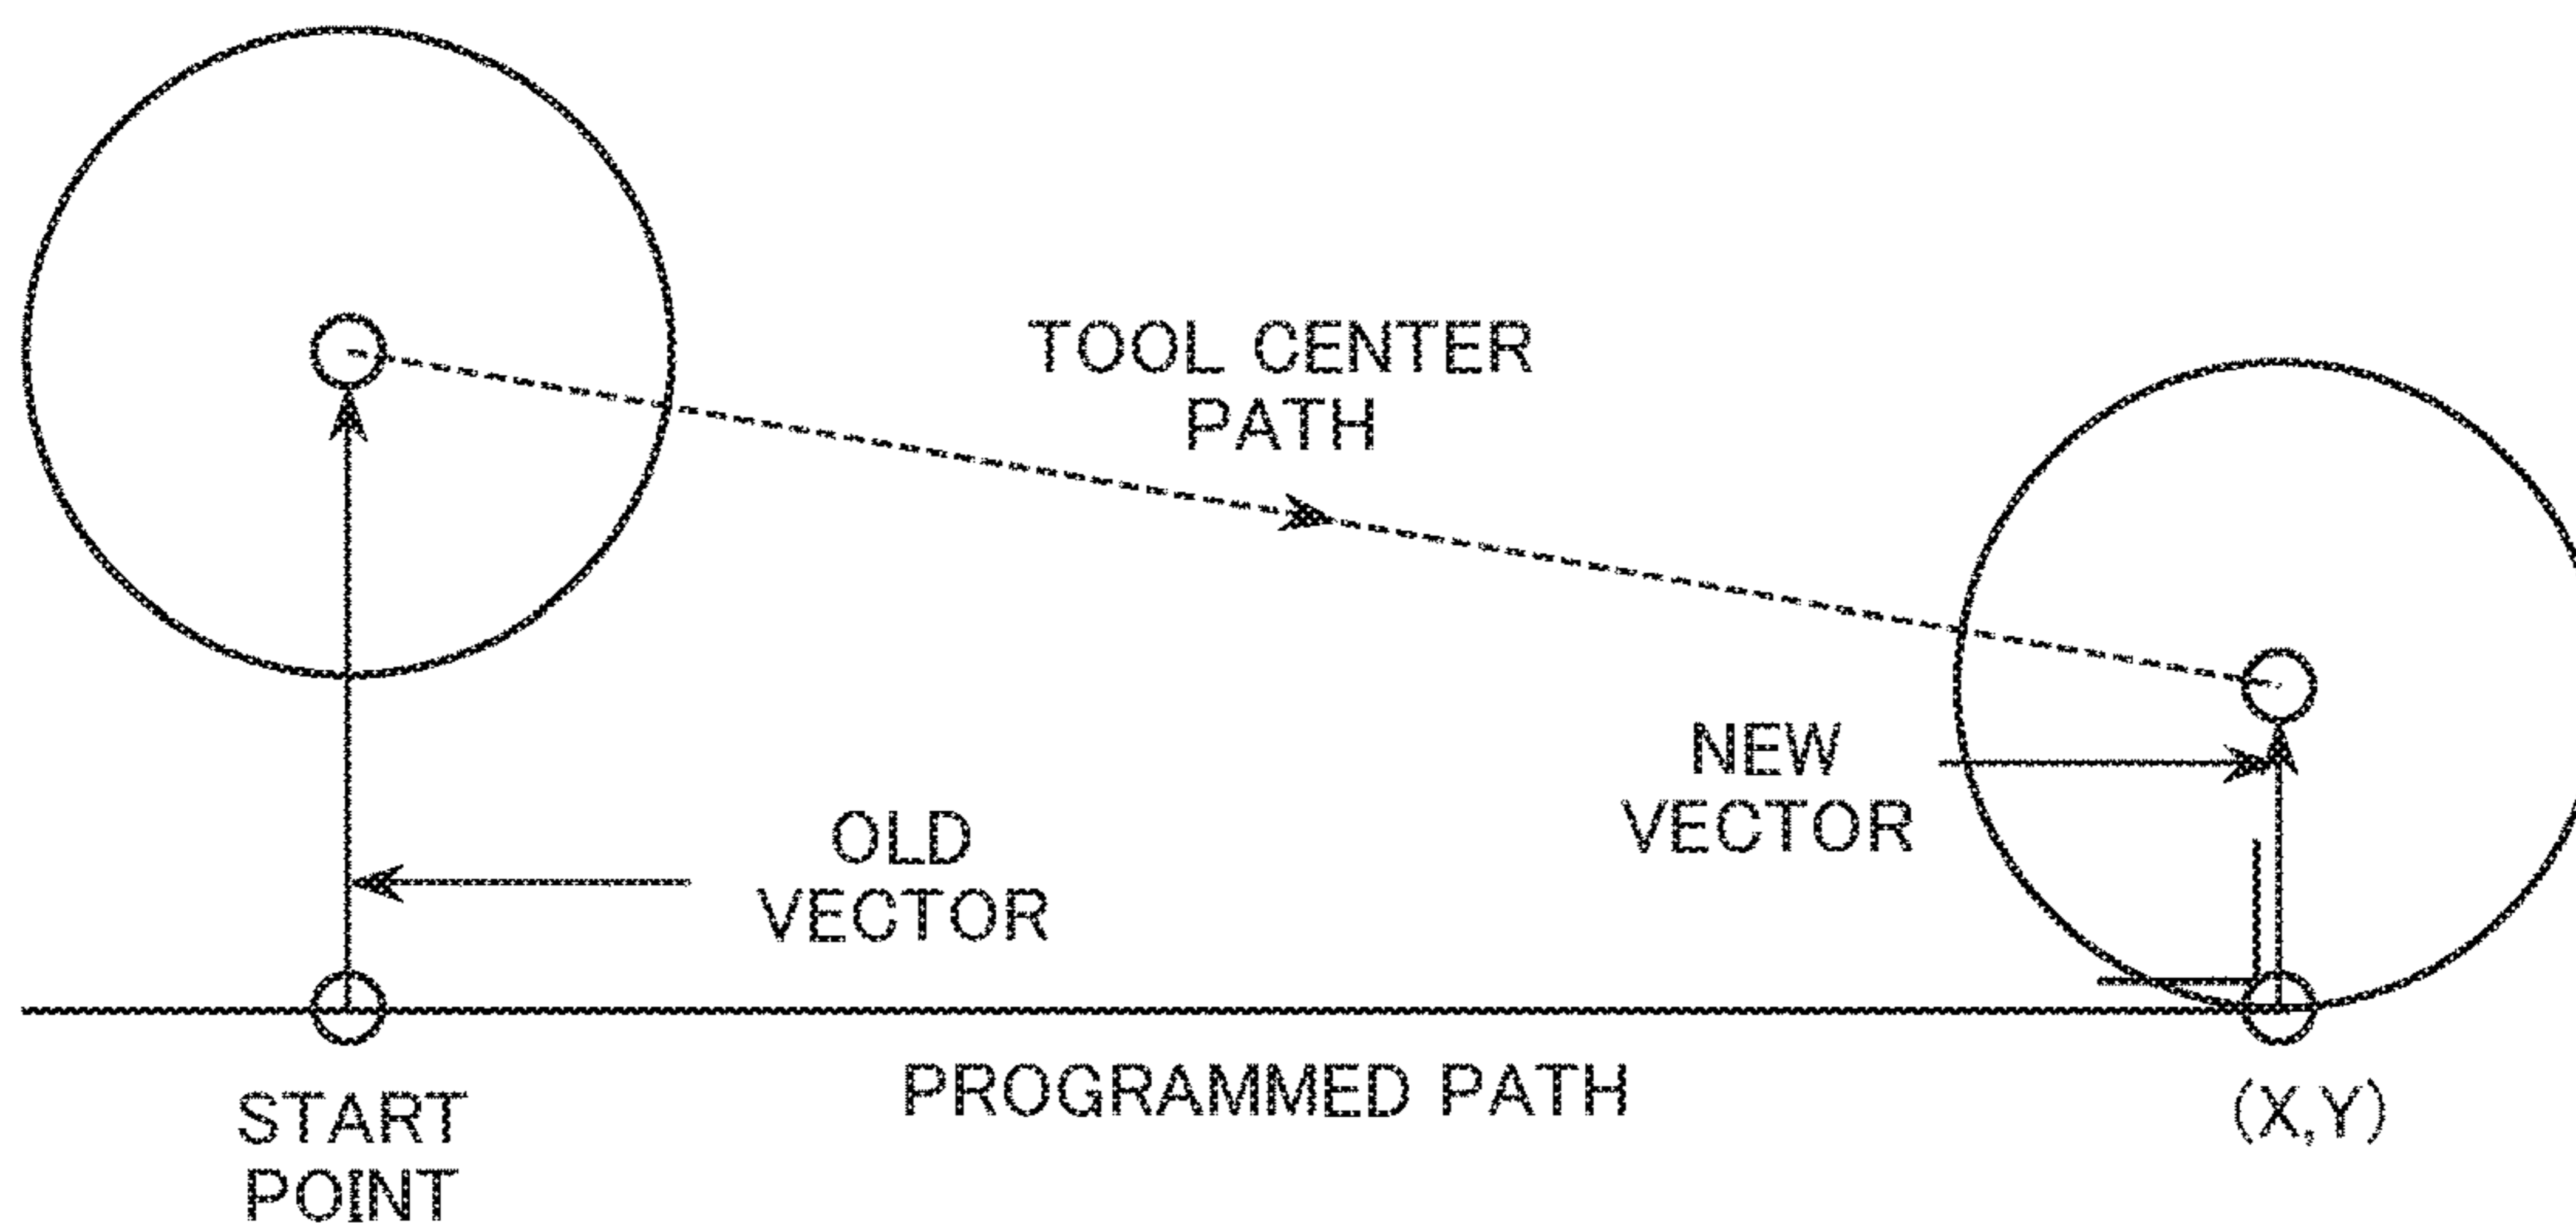 TOOL CENTER
PATH
NEW
VECTOR
OLD
VECTOR
PROGRAMMED PATH
START
POINT
(X,Y)